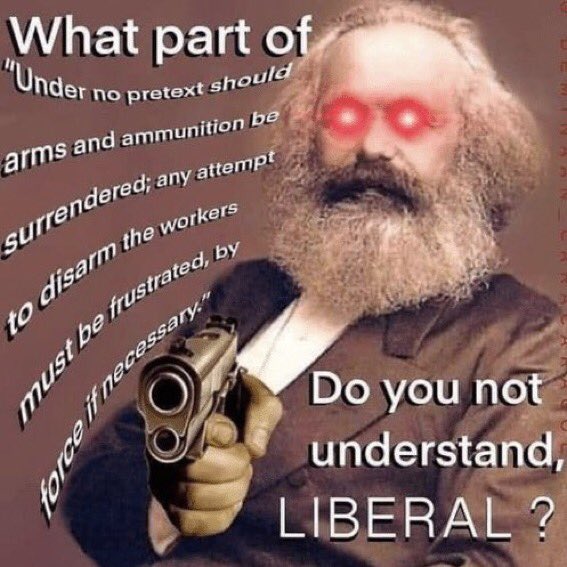 What part of
"Under no pretext should
arms and ammunition be
surrendered; any attempt
to disarm the workers
must be frustrated, by
force if necessary."
Do you not
understand,
LIBERAL ?